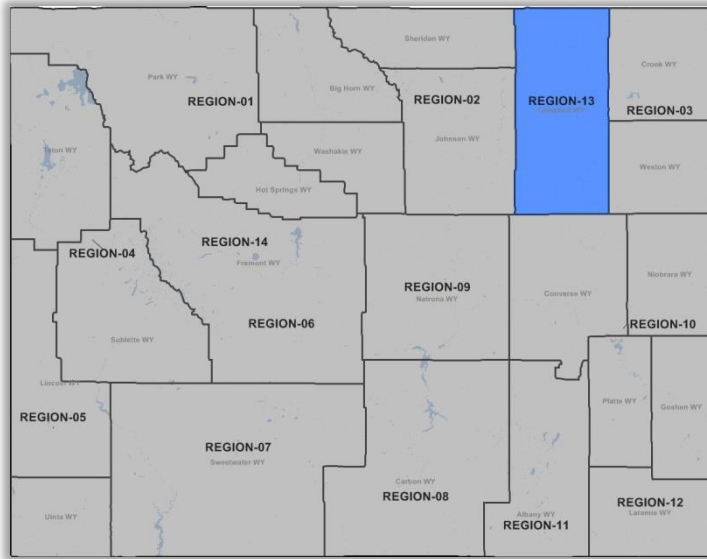 Sheridan WY
Park WY
Crook WY
Big Horn WY
REGION-01
REGION-02
REGION-13
REGION-03
Johnson WY
Teton WY
Washakie WY
Weston WY
Hot Springs WY
REGION-14
REGION-04
Fremont WY
Niobrara WY
REGION-09
Natrona WY
Converse WY
REGION-06
REGION-10
Sublette WY
Lincoln WY
Platte WY
Goshen WY
REGION-05
REGION-07
Sweetwater WY
Carbon WY
REGION-08
REGION-12
Laramie WY
Uinta WY
Albany WY
REGION-11